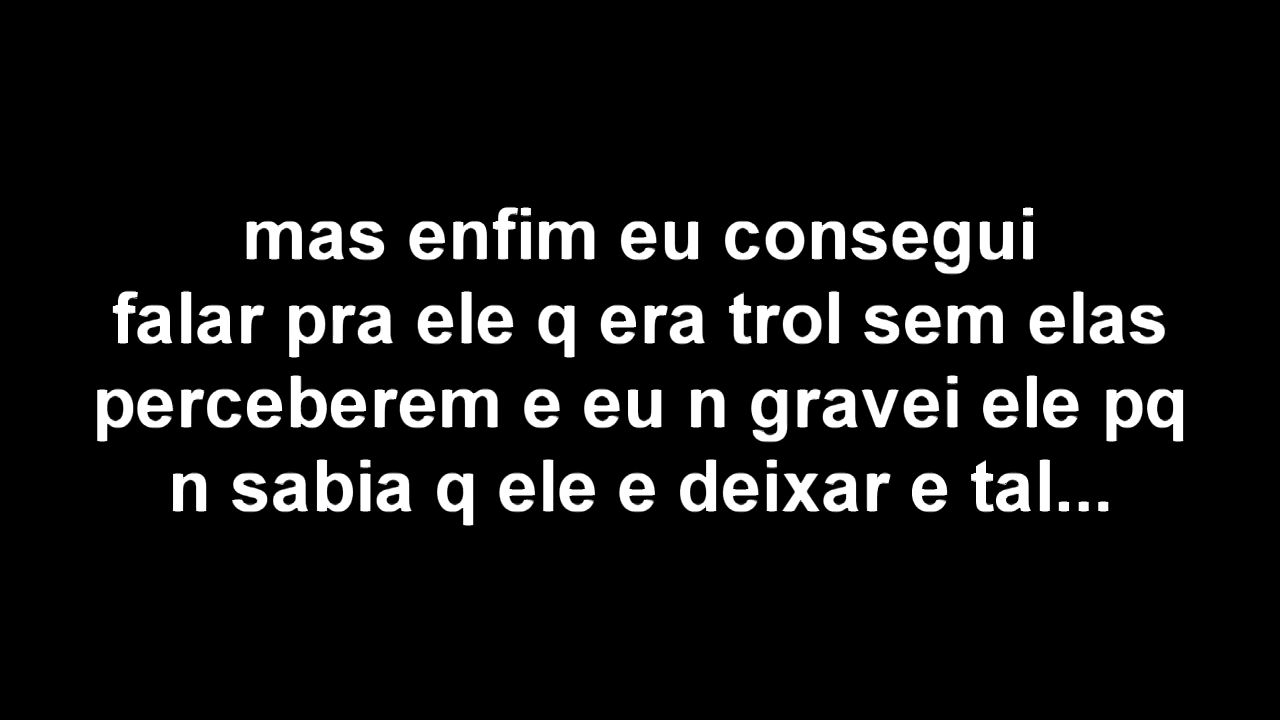 mas enfim eu consegui
falar pra ele q era trol sem elas
perceberem e eu n gravei ele pq
n sabia q ele e deixar e tal...